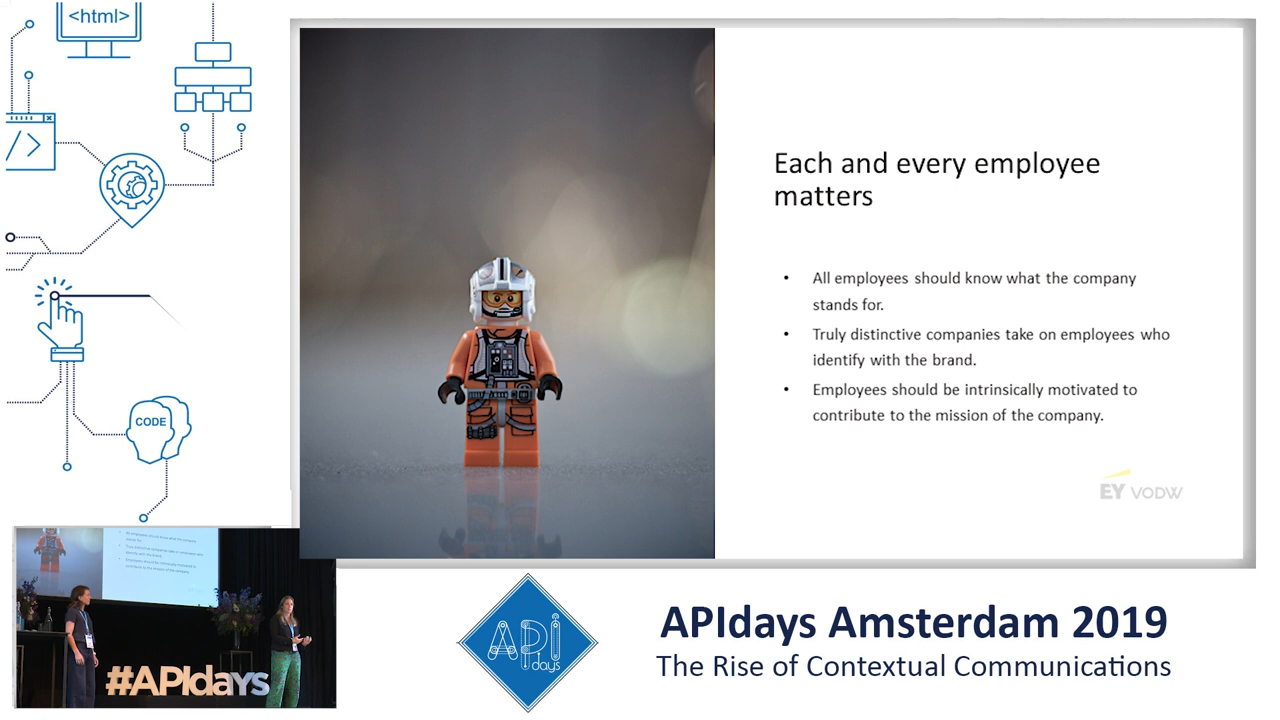 <html>
/>
CODE
Each and every employee
matters
• All employees should know what the company
stands for.
• Truly distinctive companies take on employees who
identify with the brand.
• Employees should be intrinsically motivated to
contribute to the mission of the company.
EY VODW
#APIdays
API
days
APIdays Amsterdam 2019
The Rise of Contextual Communications